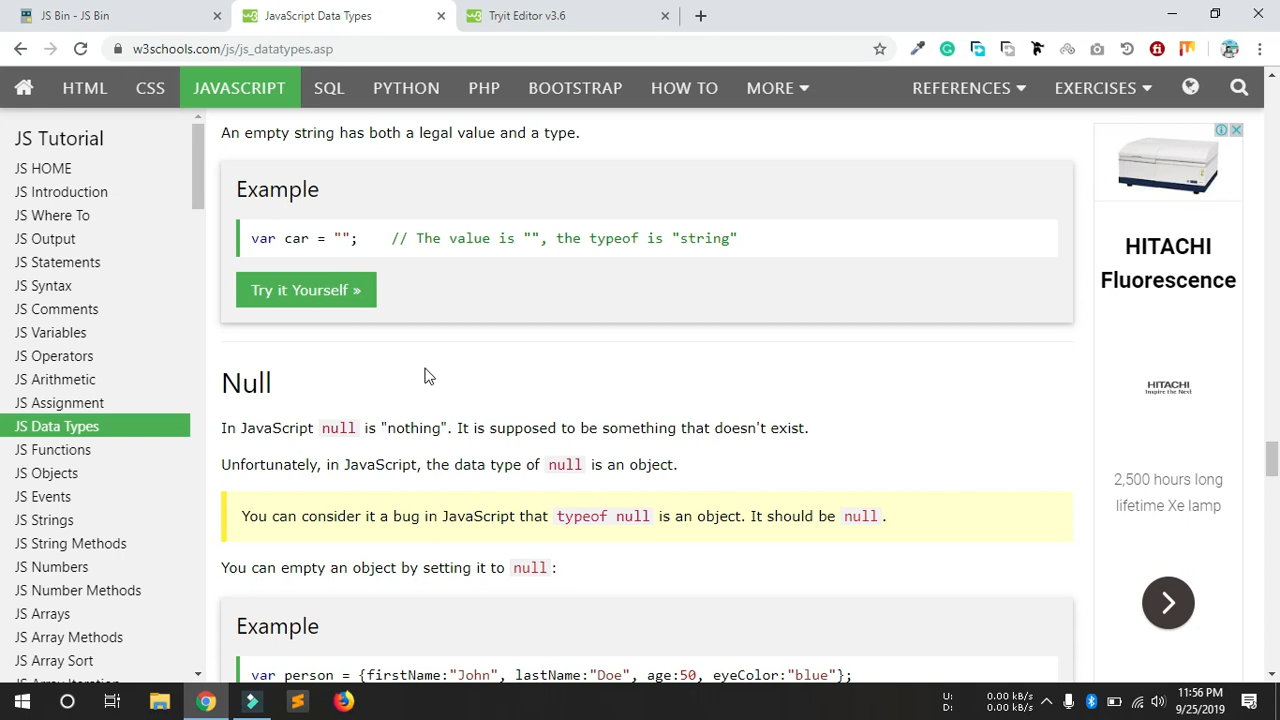 JS Bin - JS Bin
JavaScript Data Types
Tryit Editor v3.6
w3schools.com/js/js_datatypes.asp
HTML
CSS
JAVASCRIPT
SQL
PYTHON
PHP
BOOTSTRAP
HOW TO
MORE
REFERENCES
EXERCISES
JS Tutorial
JS HOME
JS Introduction
JS Where To
JS Output
JS Statements
JS Syntax
JS Comments
JS Variables
JS Operators
JS Arithmetic
JS Assignment
JS Data Types
JS Functions
JS Objects
JS Events
JS Strings
JS String Methods
JS Numbers
JS Number Methods
JS Arrays
JS Array Methods
JS Array Sort
An empty string has both a legal value and a type.
Example
var car = "";    // The value is "", the typeof is "string"
Try it Yourself »
Null
In JavaScript null is "nothing". It is supposed to be something that doesn't exist.
Unfortunately, in JavaScript, the data type of null is an object.
You can consider it a bug in JavaScript that typeof null is an object. It should be null.
You can empty an object by setting it to null:
Example
var person = {firstName:"John", lastName:"Doe", age:50, eyeColor:"blue"};
HITACHI
Fluorescence
HITACHI
Inspire the Next
2,500 hours long
lifetime Xe lamp
U: 0.00 kB/s
D: 0.00 kB/s
11:56 PM
9/25/2019